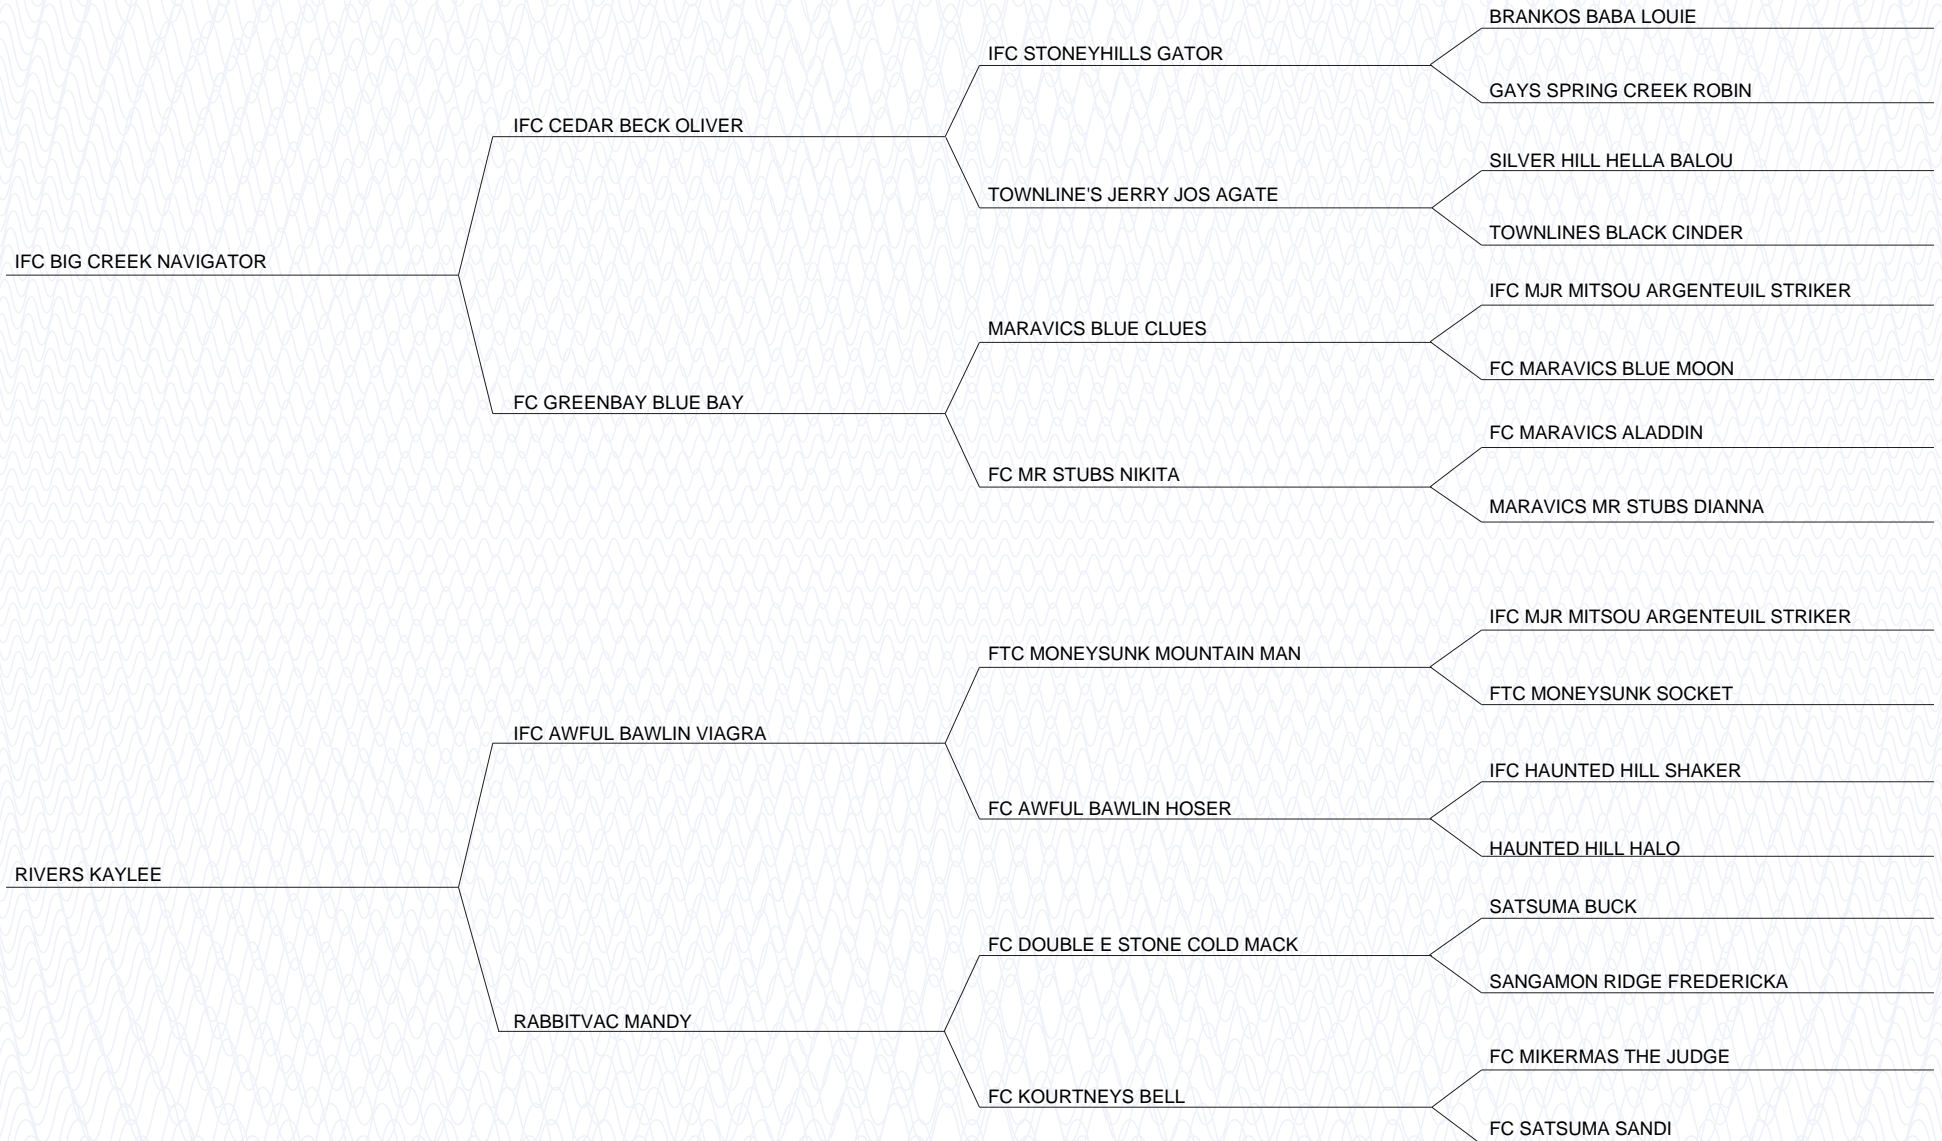 BRANKOS BABA LOUIE
IFC STONEYHILLS GATOR
GAYS SPRING CREEK ROBIN
IFC CEDAR BECK OLIVER
SILVER HILL HELLA BALOU
TOWNLINE'S JERRY JOS AGATE
TOWNLINES BLACK CINDER
IFC BIG CREEK NAVIGATOR
IFC MJR MITSOU ARGENTEUIL STRIKER
MARAVICS BLUE CLUES
FC MARAVICS BLUE MOON
FC GREENBAY BLUE BAY
FC MARAVICS ALADDIN
FC MR STUBS NIKITA
MARAVICS MR STUBS DIANNA
IFC MJR MITSOU ARGENTEUIL STRIKER
FTC MONEYSUNK MOUNTAIN MAN
FTC MONEYSUNK SOCKET
IFC AWFUL BAWLIN VIAGRA
IFC HAUNTED HILL SHAKER
FC AWFUL BAWLIN HOSER
HAUNTED HILL HALO
RIVERS KAYLEE
SATSUMA BUCK
FC DOUBLE E STONE COLD MACK
SANGAMON RIDGE FREDERICKA
RABBITVAC MANDY
FC MIKERMAS THE JUDGE
FC KOURTNEYS BELL
FC SATSUMA SANDI